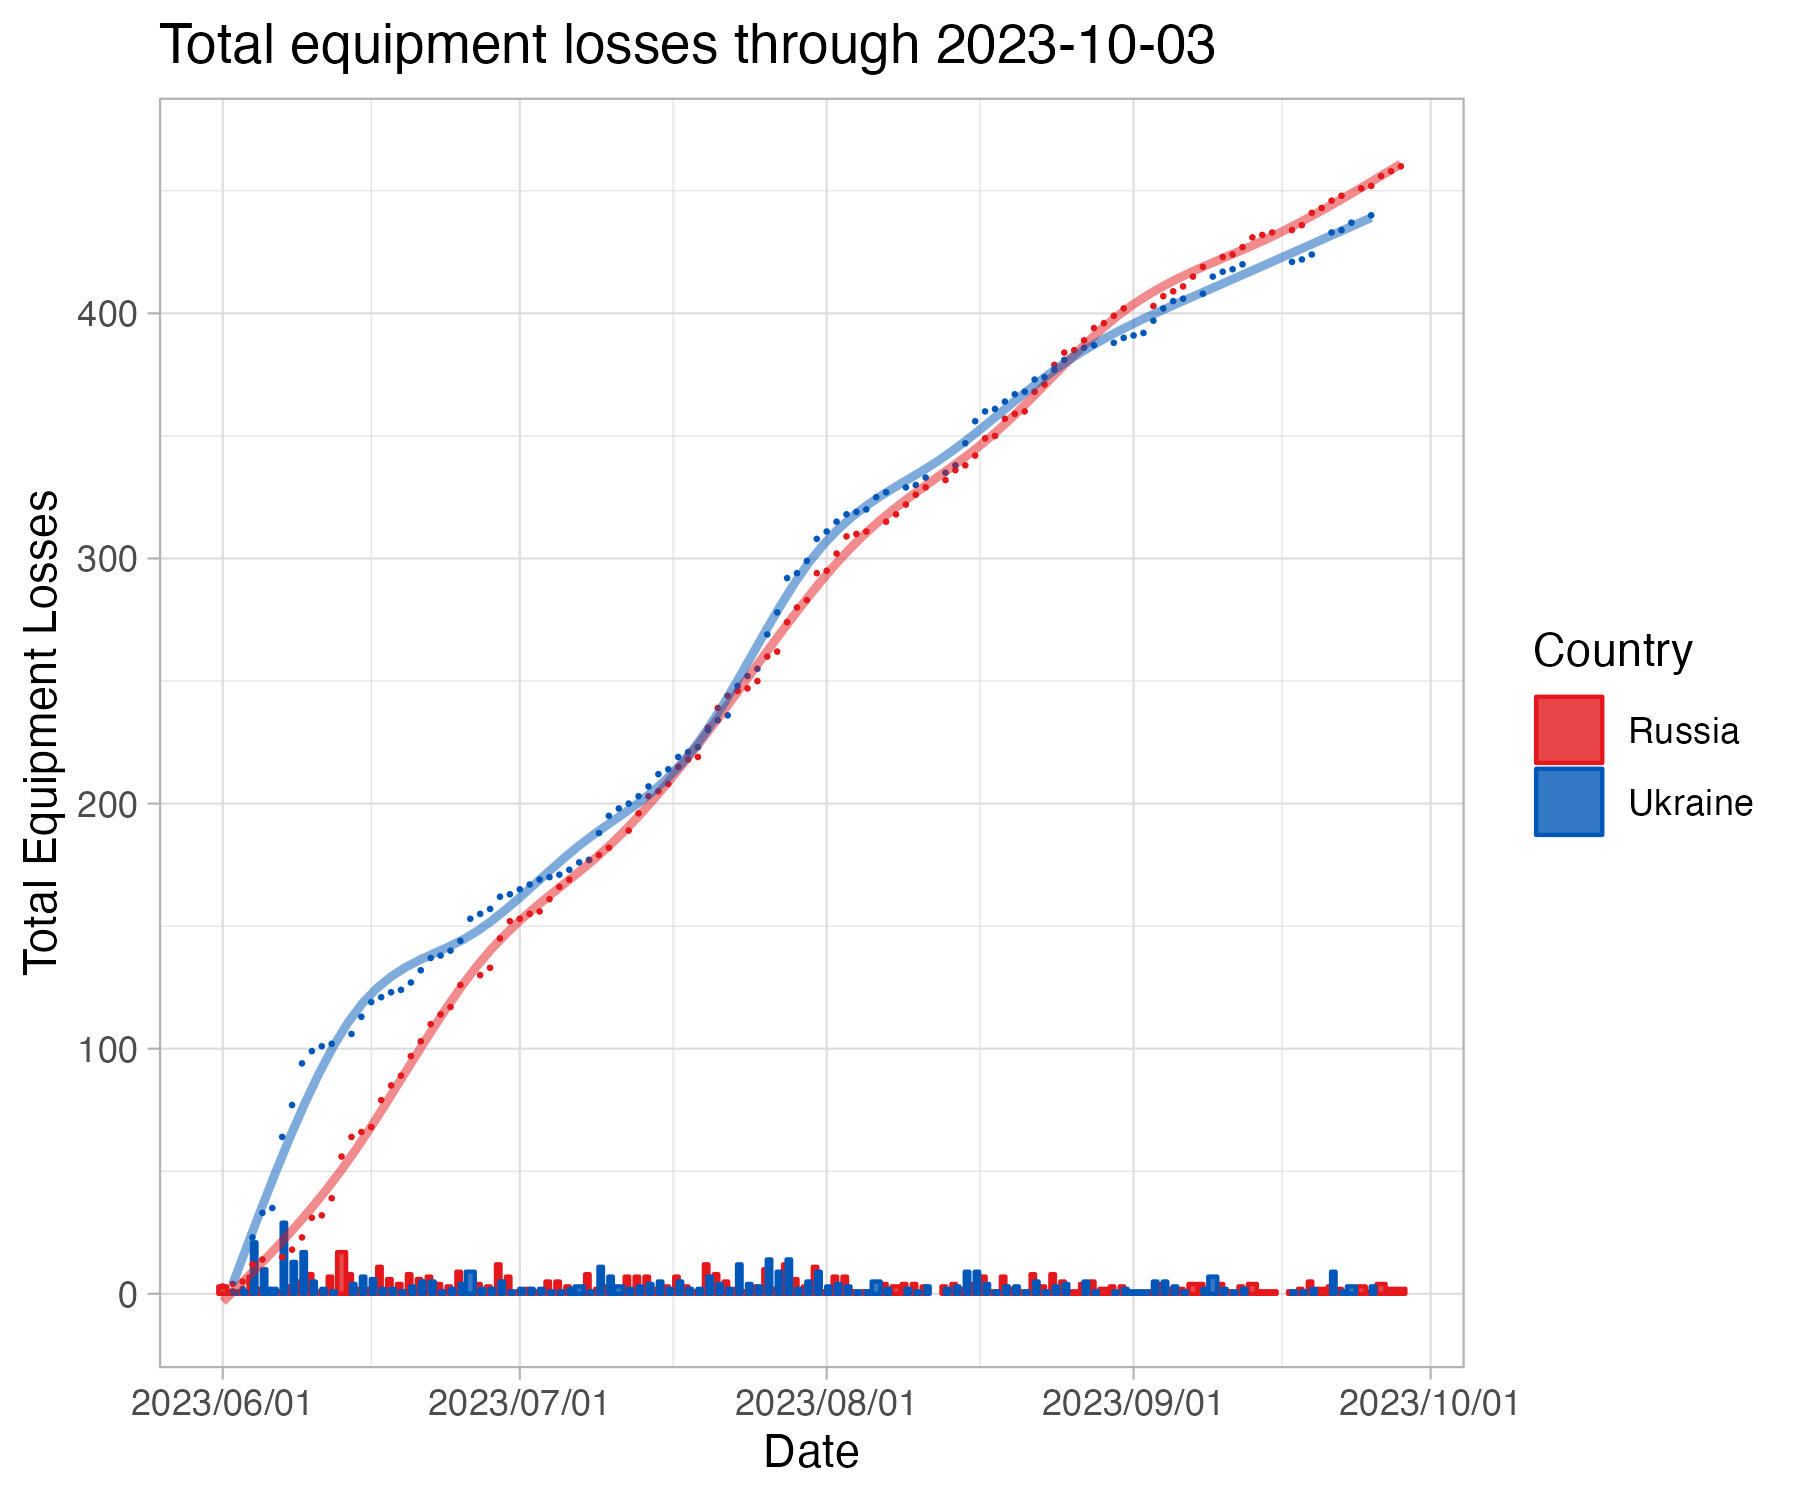 Total equipment losses through 2023-10-03
Total Equipment Losses
400
300
200
100
0
2023/06/01
2023/07/01
2023/08/01
2023/09/01
2023/10/01
Date
Country
Russia
Ukraine